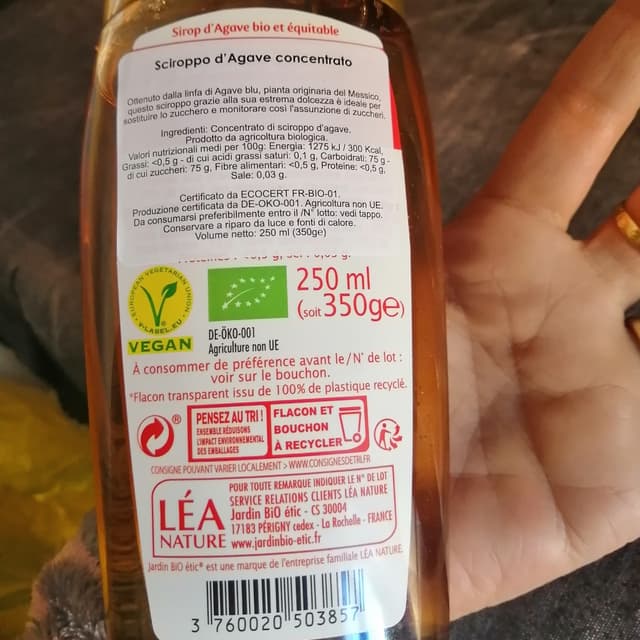 Sirop d'Agave bio et équitable
Sciroppo d'Agave concentrato
Ottenuto dalla linfa di Agave blu, pianta originaria del Messico,
questo sciroppo grazie alla sua estrema dolcezza è ideale per
sostituire lo zucchero e monitorare così l'assunzione di zuccheri.
Ingredienti: Concentrato di sciroppo d'agave.
Prodotto da agricoltura biologica.
Valori nutrizionali medi per 100g: Energia: 1275 kJ / 300 Kcal,
Grassi: <0,5 g - di cui acidi grassi saturi: 0,1 g, Carboidrati: 75 g -
di cui zuccheri: 75 g, Fibre alimentari: <0,5 g, Proteine: <0,5 g,
Sale: 0,03 g.
Certificato da ECOCERT FR-BIO-01.
Produzione certificata da DE-OKO-001. Agricoltura non UE.
Da consumarsi preferibilmente entro il /N° lotto: vedi tappo.
Conservare a riparo da luce e fonti di calore.
Volume netto: 250 ml (350ge)
EUROPEAN VEGETARIAN UNION
V-LABEL.EU
VEGAN
DE-ÖKO-001
Agriculture non UE
250 ml
(soit 350ge)
À consommer de préférence avant le/N° de lot :
voir sur le bouchon.
*Flacon transparent issu de 100% de plastique recyclé.
PENSEZ AU TRI !
ENSEMBLE RÉDUISONS
L'IMPACT ENVIRONNEMENTAL
DES EMBALLAGES
FLACON ET
BOUCHON
À RECYCLER
CONSIGNE POUVANT VARIER LOCALEMENT > WWW.CONSIGNESDETRI.FR
LÉA
NATURE
POUR TOUTE REMARQUE INDIQUER LE N° DE LOT
SERVICE RELATIONS CLIENTS LÉA NATURE
Jardin BiO étic - CS 30004
17183 PÉRIGNY cedex - La Rochelle - FRANCE
www.jardinbio-etic.fr
Jardin BiO étic® est une marque de l'entreprise familiale LÉA NATURE.
3 760020 503857